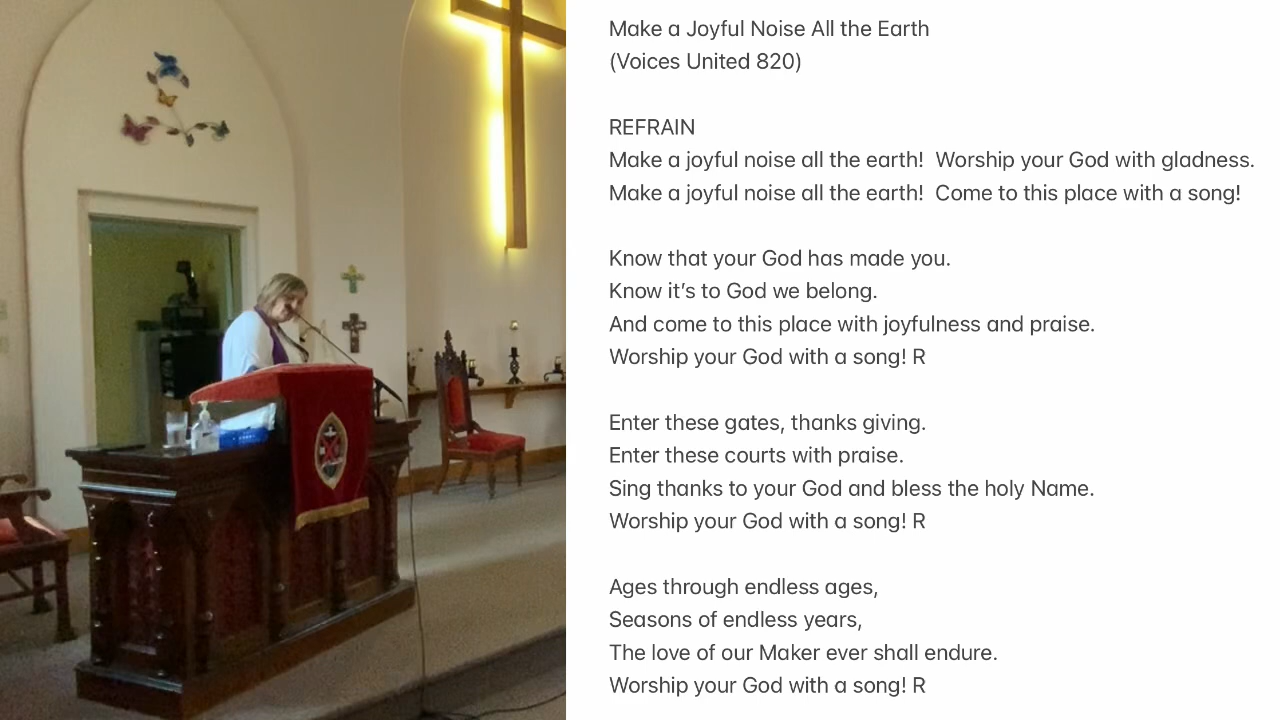 Make a Joyful Noise All the Earth
(Voices United 820)
REFRAIN
Make a joyful noise all the earth!  Worship your God with gladness.
Make a joyful noise all the earth!  Come to this place with a song!
Know that your God has made you.
Know it’s to God we belong.
And come to this place with joyfulness and praise.
Worship your God with a song! R
Enter these gates, thanks giving.
Enter these courts with praise.
Sing thanks to your God and bless the holy Name.
Worship your God with a song! R
Ages through endless ages,
Seasons of endless years,
The love of our Maker ever shall endure.
Worship your God with a song! R